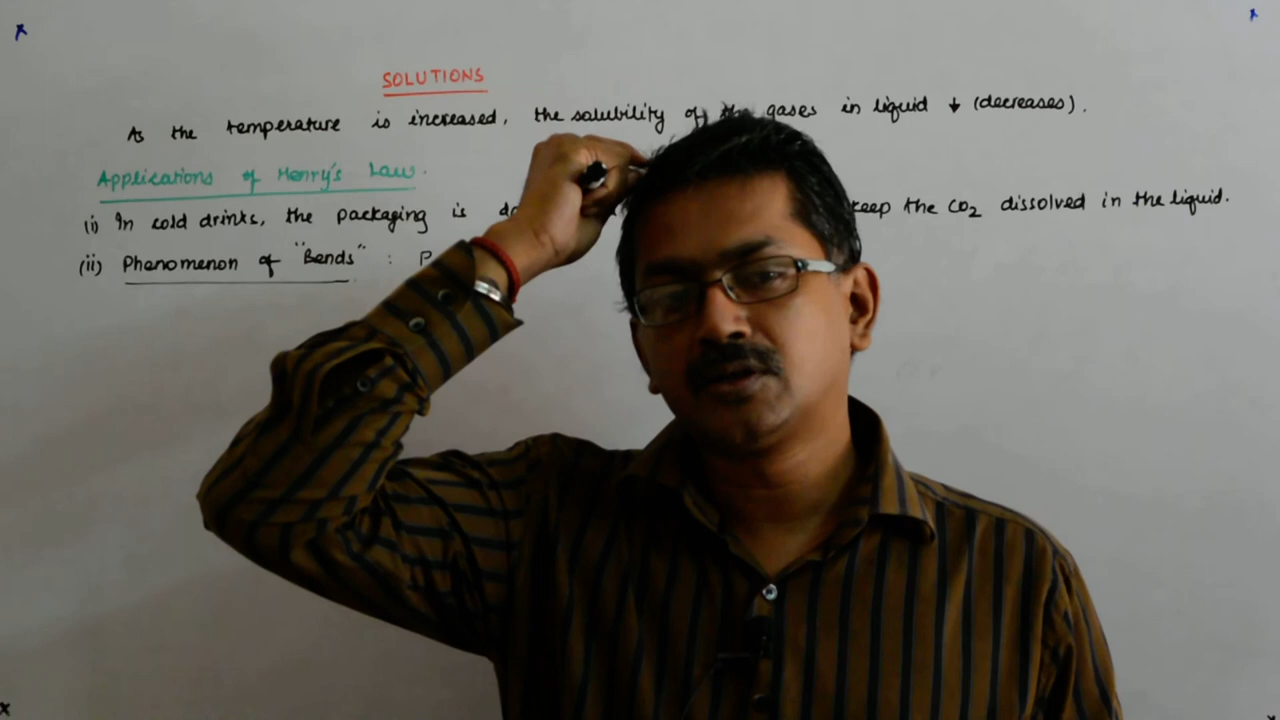 SOLUTIONS
As the temperature is increased, the solubility of the gases in liquid ↓ (decreases).
Applications of Henry's Law.
(i) In cold drinks, the packaging is keep the CO2 dissolved in the liquid.
(ii) Phenomenon of "Bends" :